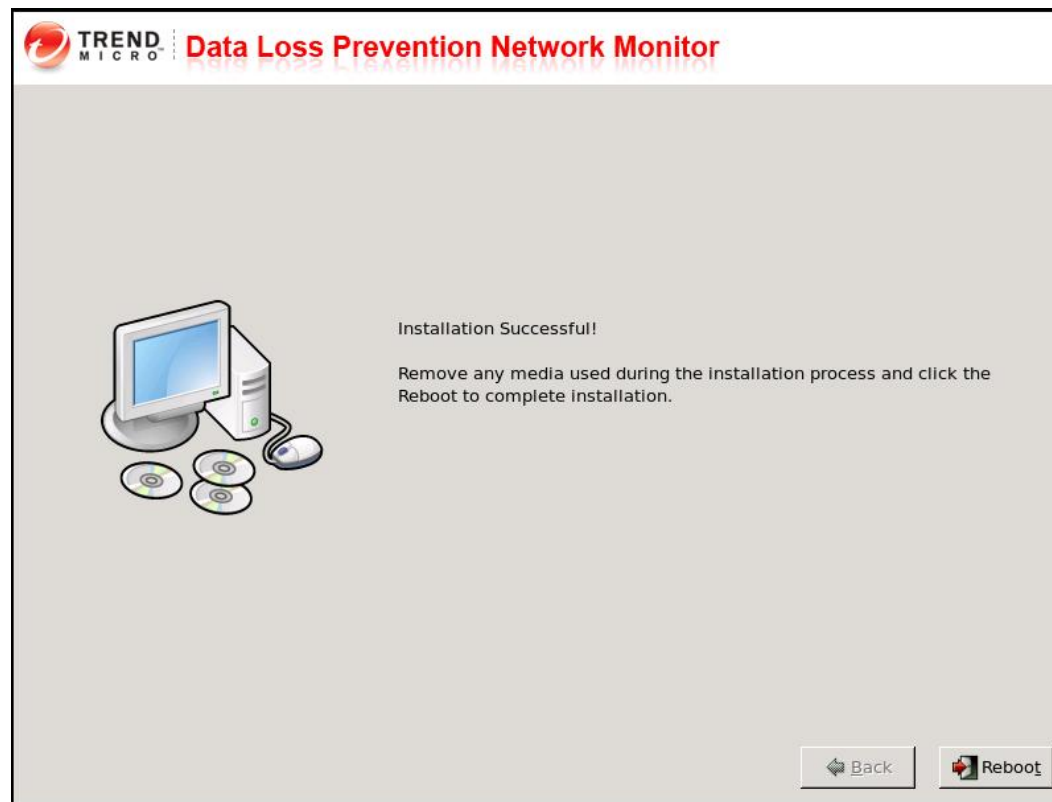 TREND
MICRO™
Data Loss Prevention Network Monitor
Installation Successful!
Remove any media used during the installation process and click the
Reboot to complete installation.
Back
Reboot